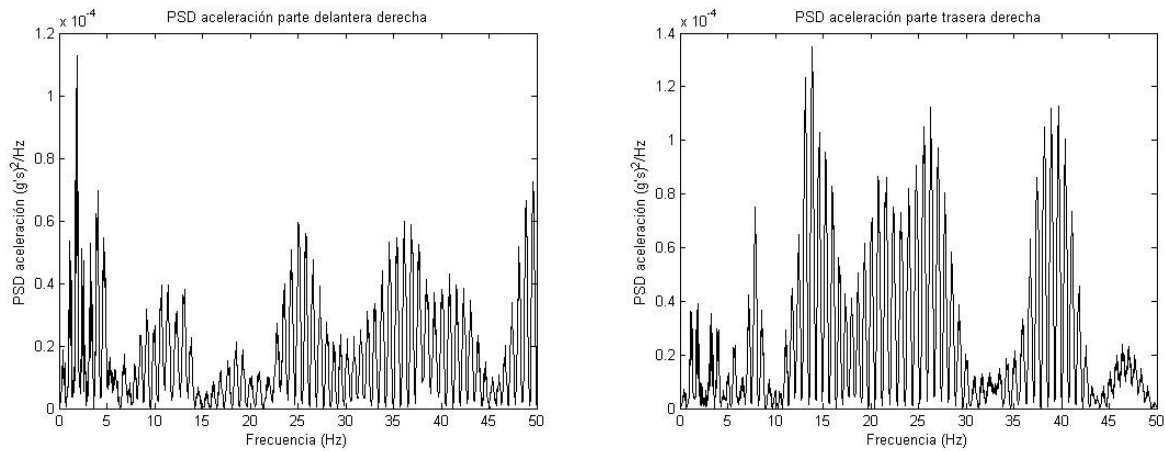 PSD aceleración parte delantera derecha
x 10-4
1.2
1
0.8
0.6
0.4
0.2
0
PSD aceleración (g's)2/Hz
0 5 10 15 20 25 30 35 40 45 50
Frecuencia (Hz)
PSD aceleración parte trasera derecha
x 10-4
1.4
1.2
1
0.8
0.6
0.4
0.2
0
PSD aceleración (g's)2/Hz
0 5 10 15 20 25 30 35 40 45 50
Frecuencia (Hz)